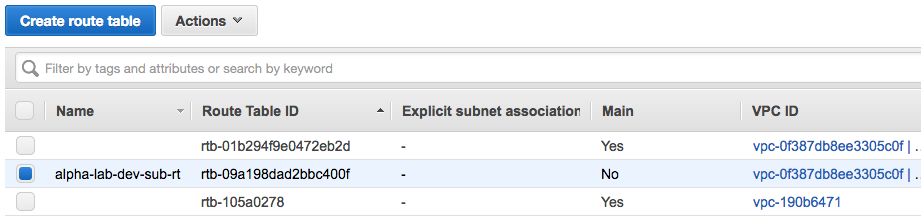 Create route table Actions
Filter by tags and attributes or search by keyword
Name Route Table ID Explicit subnet association Main VPC ID
rtb-01b294f9e0472eb2d - Yes vpc-0f387db8ee3305c0f | .
alpha-lab-dev-sub-rt rtb-09a198dad2bbc400f - No vpc-0f387db8ee3305c0f | .
rtb-105a0278 - Yes vpc-190b6471